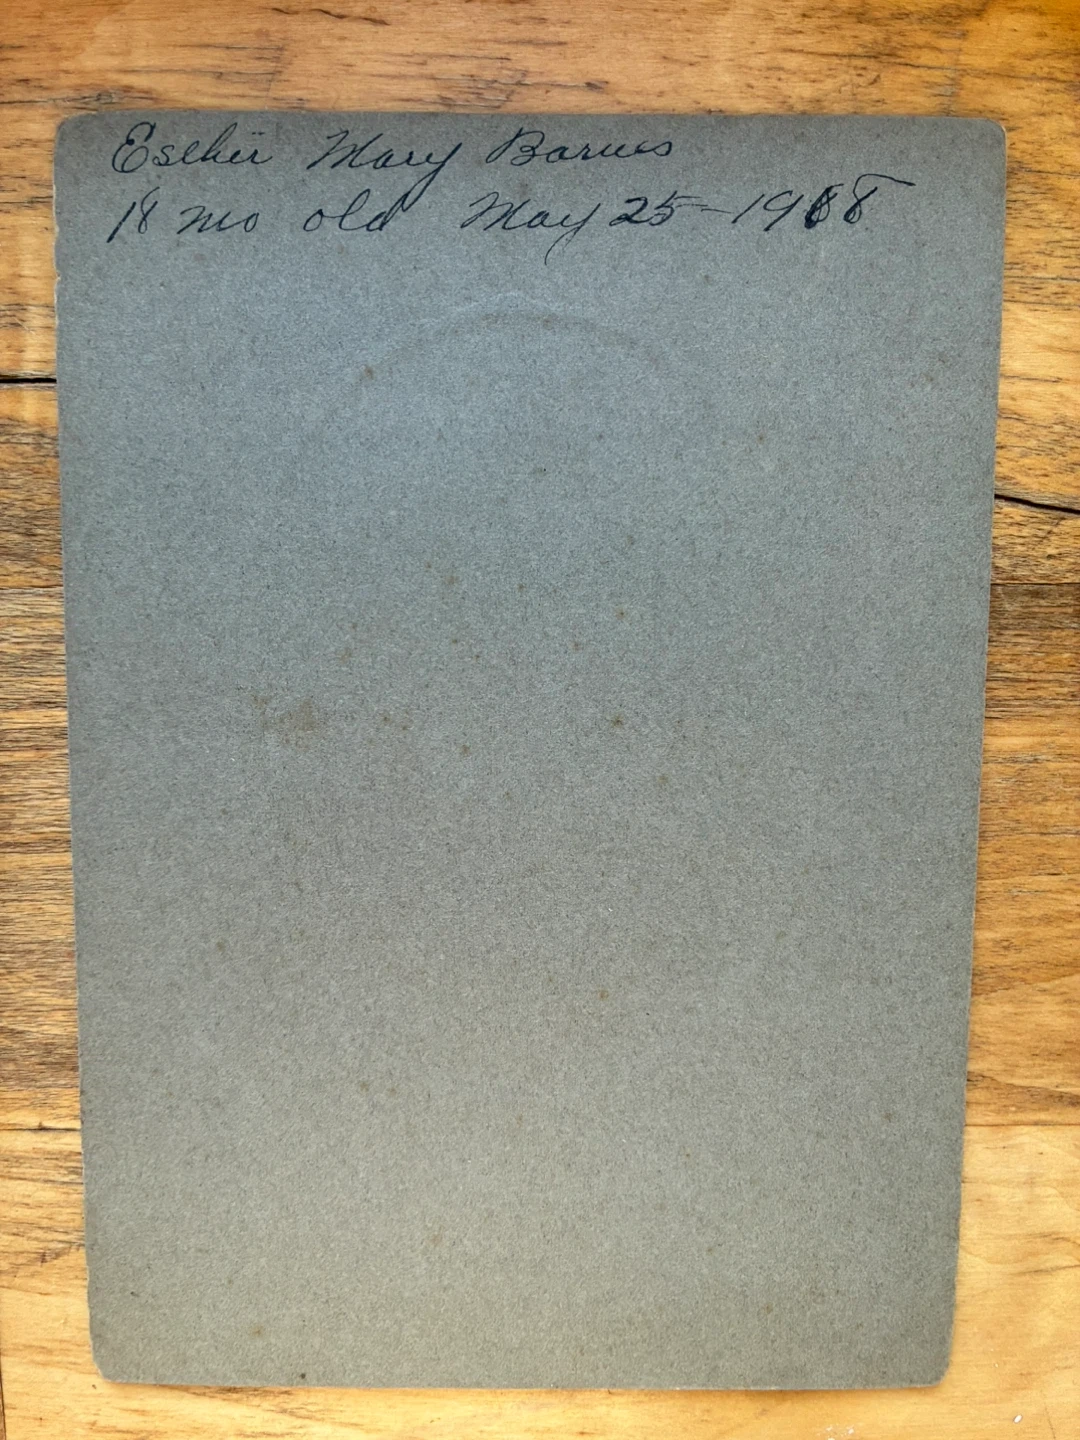 Esther Mary Barnes
18 mo old May 25-1908